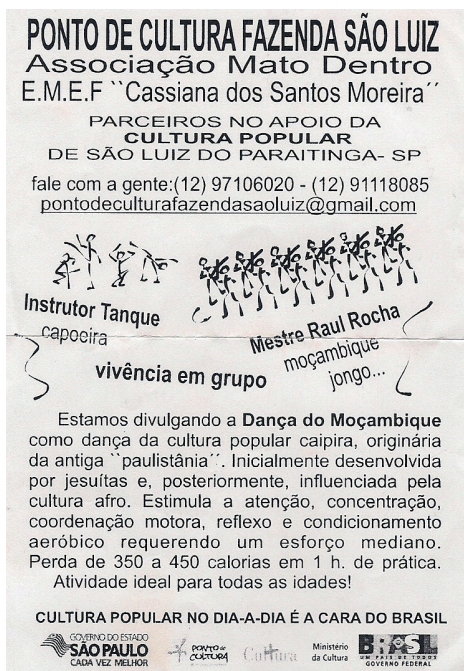 PONTO DE CULTURA FAZENDA SÃO LUIZ
Associação Mato Dentro
E.M.E.F ``Cassiana dos Santos Moreira´´
PARCEIROS NO APOIO DA
CULTURA POPULAR
DE SÃO LUIZ DO PARAITINGA- SP
fale com a gente:(12) 97106020 - (12) 91118085
pontodeculturafazendasaoluiz@gmail.com
Instrutor Tanque
capoeira
Mestre Raul Rocha
moçambique
jongo...
vivência em grupo
Estamos divulgando a Dança do Moçambique
como dança da cultura popular caipira, originária
da antiga ``paulistânia´´. Inicialmente desenvolvida
por jesuítas e, posteriormente, influenciada pela
cultura afro. Estimula a atenção, concentração,
coordenação motora, reflexo e condicionamento
aeróbico requerendo um esforço mediano.
Perda de 350 a 450 calorias em 1 h. de prática.
Atividade ideal para todas as idades!
CULTURA POPULAR NO DIA-A-DIA É A CARA DO BRASIL
GOVERNO DO ESTADO
SÃO PAULO
CADA VEZ MELHOR
PONTO DE
CULTURA
Cultura
Ministério
da Cultura
BRASIL
UM PAÍS DE TODOS
GOVERNO FEDERAL